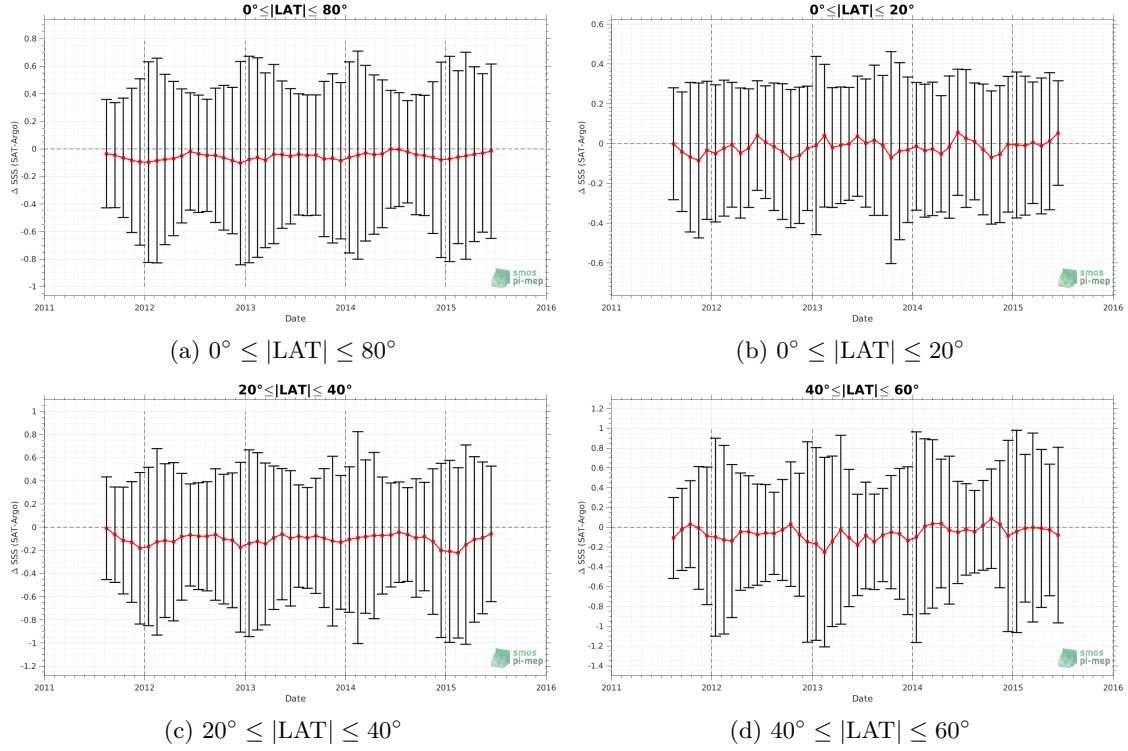 0°≤|LAT|≤ 80°
Δ SSS (SAT-Argo)
0.8
0.6
0.4
0.2
0
-0.2
-0.4
-0.6
-0.8
-1
2011
2012
2013
2014
2015
2016
Date
smos
pi-mep
(a) 0° ≤ |LAT| ≤ 80°
0°≤|LAT|≤ 20°
Δ SSS (SAT-Argo)
0.6
0.4
0.2
0
-0.2
-0.4
-0.6
2011
2012
2013
2014
2015
2016
Date
smos
pi-mep
(b) 0° ≤ |LAT| ≤ 20°
20°≤|LAT|≤ 40°
Δ SSS (SAT-Argo)
1
0.8
0.6
0.4
0.2
0
-0.2
-0.4
-0.6
-0.8
-1
-1.2
2011
2012
2013
2014
2015
2016
Date
smos
pi-mep
(c) 20° ≤ |LAT| ≤ 40°
40°≤|LAT|≤ 60°
Δ SSS (SAT-Argo)
1.2
1
0.8
0.6
0.4
0.2
0
-0.2
-0.4
-0.6
-0.8
-1
-1.2
-1.4
2011
2012
2013
2014
2015
2016
Date
smos
pi-mep
(d) 40° ≤ |LAT| ≤ 60°